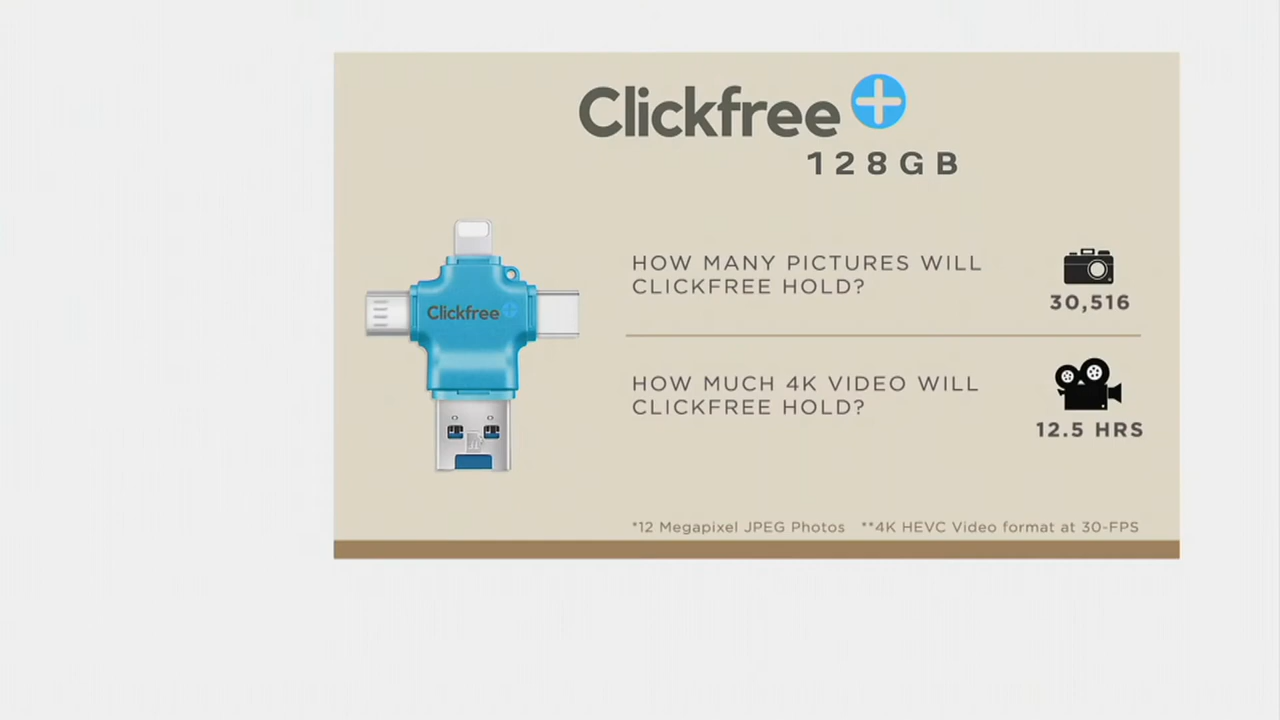 Clickfree+
128GB
Clickfree+
HOW MANY PICTURES WILL
CLICKFREE HOLD?
30,516
HOW MUCH 4K VIDEO WILL
CLICKFREE HOLD?
12.5 HRS
*12 Megapixel JPEG Photos **4K HEVC Video format at 30-FPS